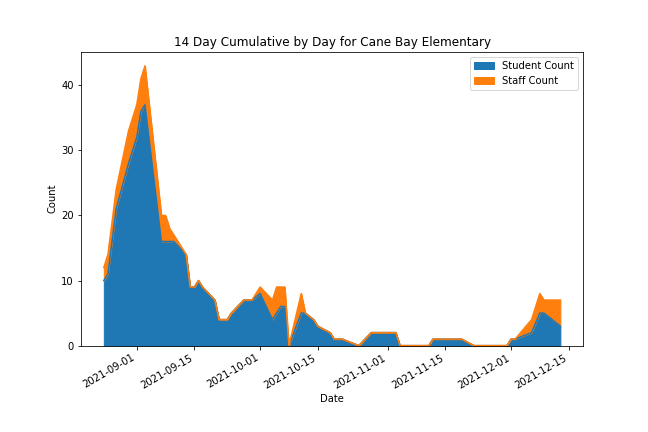 14 Day Cumulative by Day for Cane Bay Elementary
Student Count
Staff Count
Count
40
30
20
10
0
2021-09-01
2021-09-15
2021-10-01
2021-10-15
2021-11-01
2021-11-15
2021-12-01
2021-12-15
Date